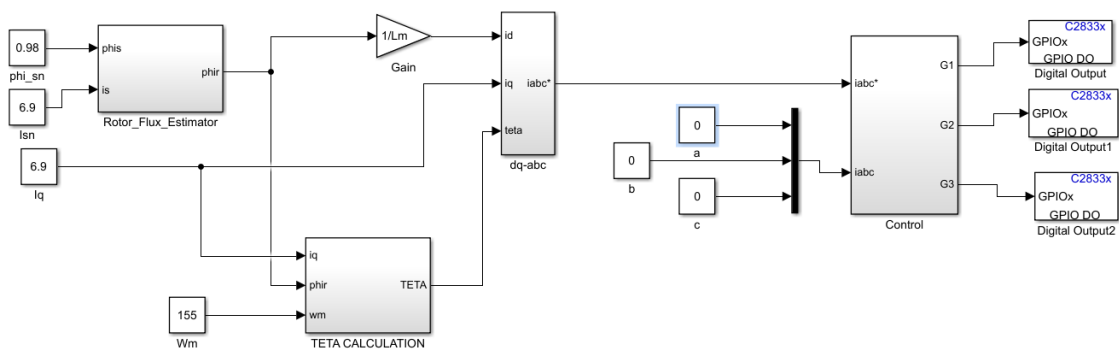 0.98
phi_sn
6.9
Isn
phis
is
phir
Rotor_Flux_Estimator
6.9
Iq
1/Lm
Gain
id
iq
teta
iabc*
dq-abc
155
Wm
iq
phir
wm
TETA
TETA CALCULATION
0
a
0
b
0
c
iabc*
iabc
G1
G2
G3
Control
C2833x
GPIOx
GPIO DO
Digital Output
C2833x
GPIOx
GPIO DO
Digital Output1
C2833x
GPIOx
GPIO DO
Digital Output2